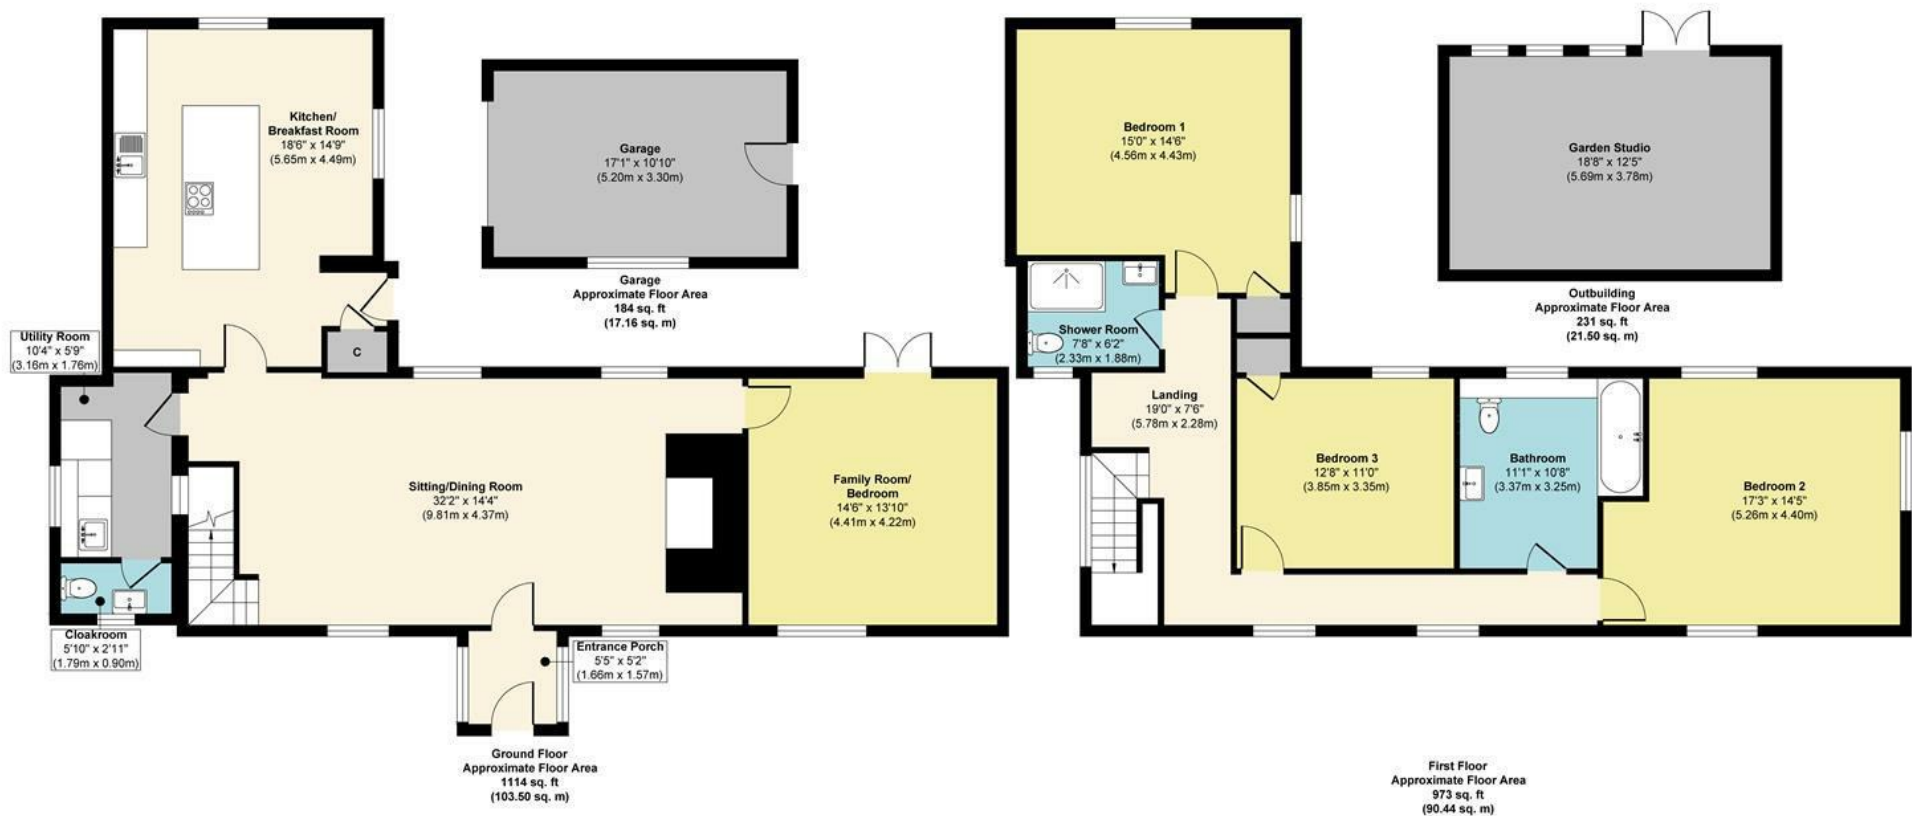 Kitchen/
Breakfast Room
18'6" x 14'9"
(5.65m x 4.49m)
C
Utility Room
10'4" x 5'9"
(3.16m x 1.76m)
Cloakroom
5'10" x 2'11"
(1.79m x 0.90m)
Sitting/Dining Room
32'2" x 14'4"
(9.81m x 4.37m)
Family Room/
Bedroom
14'6" x 13'10"
(4.41m x 4.22m)
Entrance Porch
5'5" x 5'2"
(1.66m x 1.57m)
Ground Floor
Approximate Floor Area
1114 sq. ft
(103.50 sq. m)
Garage
17'1" x 10'10"
(5.20m x 3.30m)
Garage
Approximate Floor Area
184 sq. ft
(17.16 sq. m)
Bedroom 1
15'0" x 14'6"
(4.56m x 4.43m)
Shower Room
7'8" x 6'2"
(2.33m x 1.88m)
Landing
19'0" x 7'6"
(5.78m x 2.28m)
Bedroom 3
12'8" x 11'0"
(3.85m x 3.35m)
Bathroom
11'1" x 10'8"
(3.37m x 3.25m)
Bedroom 2
17'3" x 14'5"
(5.26m x 4.40m)
First Floor
Approximate Floor Area
973 sq. ft
(90.44 sq. m)
Garden Studio
18'8" x 12'5"
(5.69m x 3.78m)
Outbuilding
Approximate Floor Area
231 sq. ft
(21.50 sq. m)